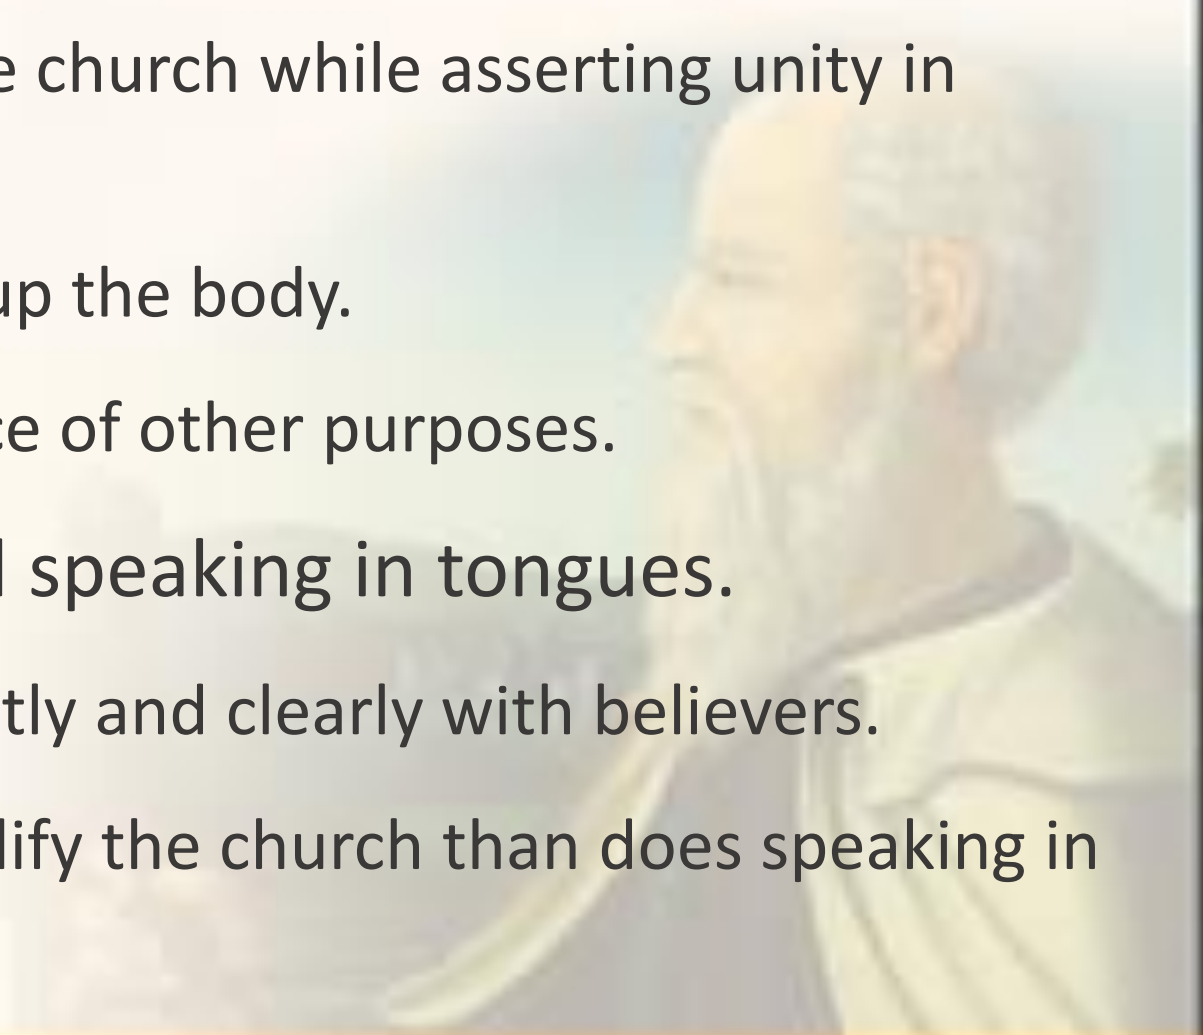 e church while asserting unity in
up the body.
ce of other purposes.
speaking in tongues.
tly and clearly with believers.
lify the church than does speaking in